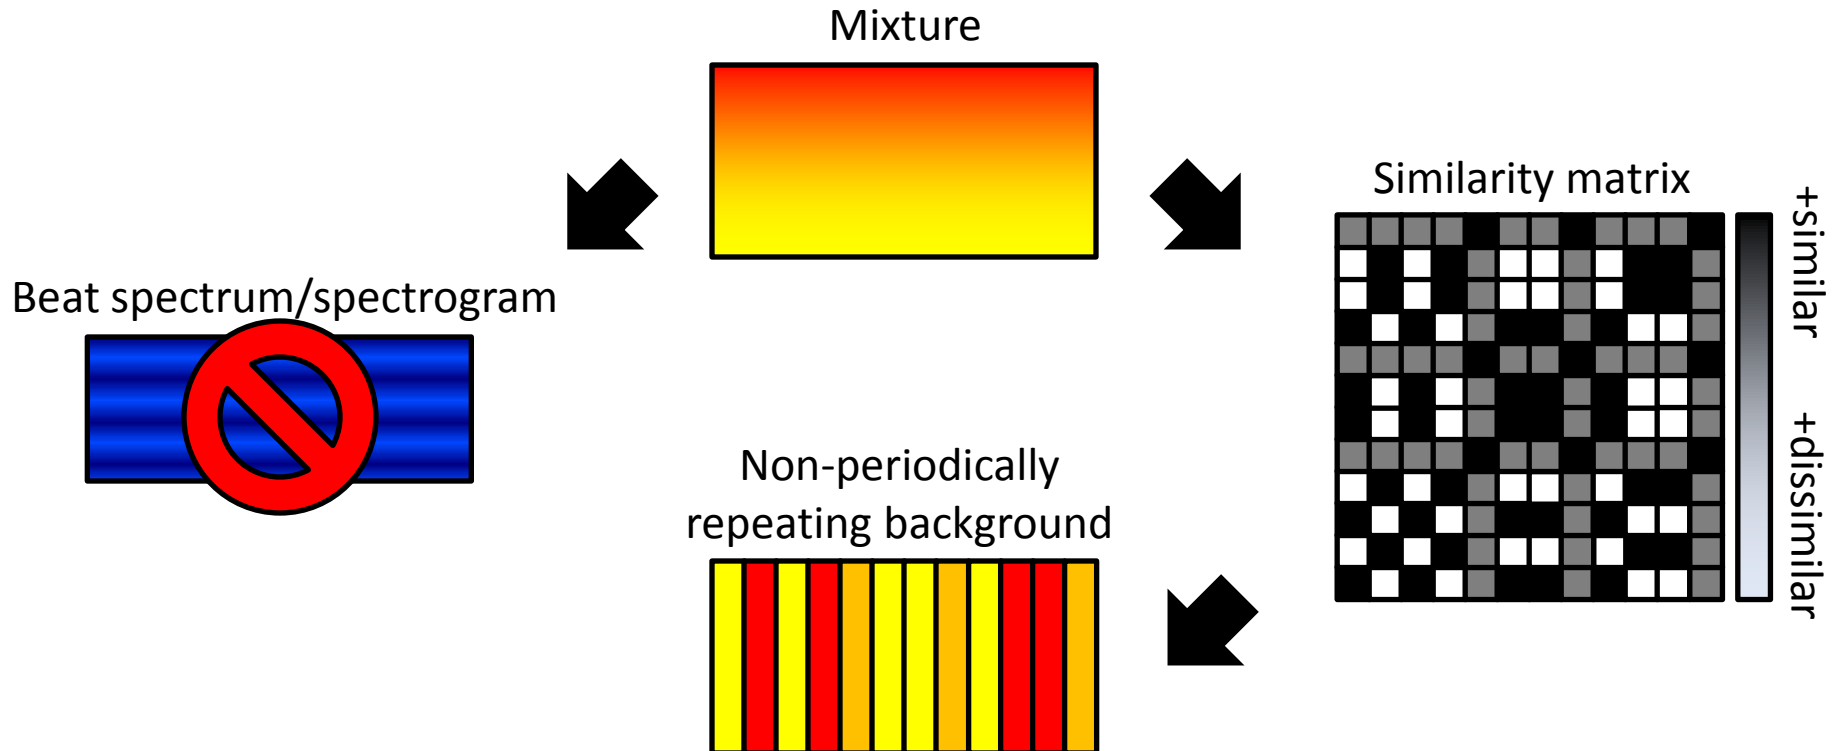 Mixture
Similarity matrix
+similar
+dissimilar
Beat spectrum/spectrogram
Non-periodically
repeating background